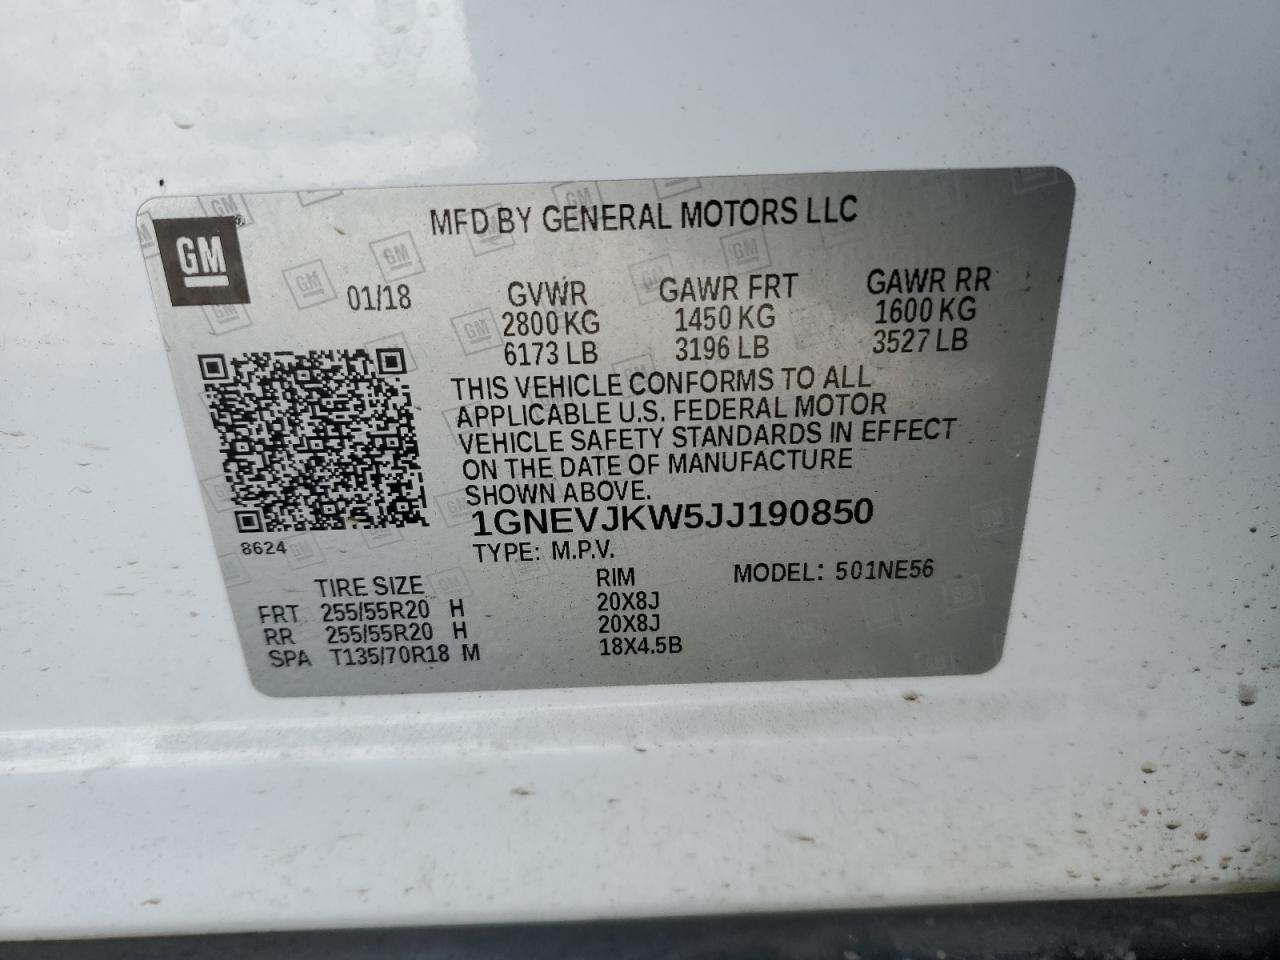 GM
MFD BY GENERAL MOTORS LLC
01/18
GVWR GAWR FRT GAWR RR
2800 KG 1450 KG 1600 KG
6173 LB 3196 LB 3527 LB
THIS VEHICLE CONFORMS TO ALL
APPLICABLE U.S. FEDERAL MOTOR
VEHICLE SAFETY STANDARDS IN EFFECT
ON THE DATE OF MANUFACTURE
SHOWN ABOVE.
1GNEVJKW5JJ190850
8624
TYPE: M.P.V.
MODEL: 501NE56
TIRE SIZE RIM
FRT 255/55R20 H 20X8J
RR 255/55R20 H 20X8J
SPA T135/70R18 M 18X4.5B